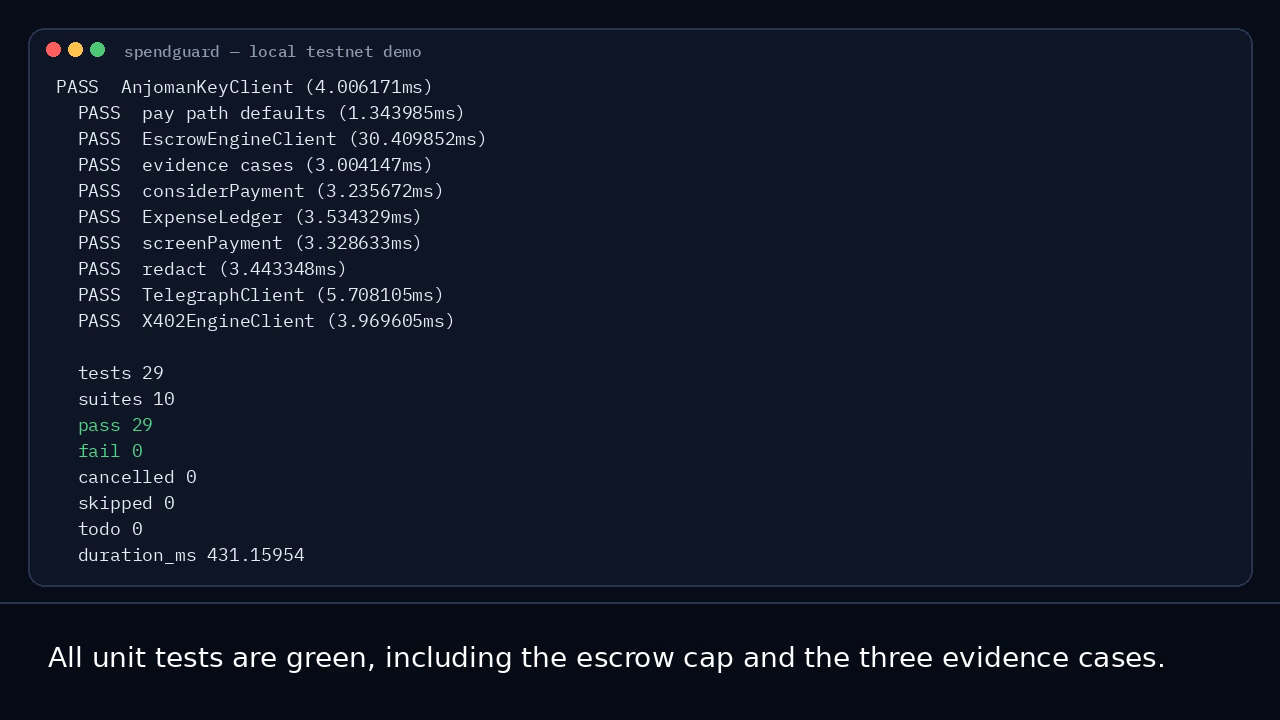 spendguard — local testnet demo
PASS  AnjomanKeyClient (4.006171ms)
PASS  pay path defaults (1.343985ms)
PASS  EscrowEngineClient (30.409852ms)
PASS  evidence cases (3.004147ms)
PASS  considerPayment (3.235672ms)
PASS  ExpenseLedger (3.534329ms)
PASS  screenPayment (3.328633ms)
PASS  redact (3.443348ms)
PASS  TelegraphClient (5.708105ms)
PASS  X402EngineClient (3.969605ms)
tests 29
suites 10
pass 29
fail 0
cancelled 0
skipped 0
todo 0
duration_ms 431.15954
All unit tests are green, including the escrow cap and the three evidence cases.